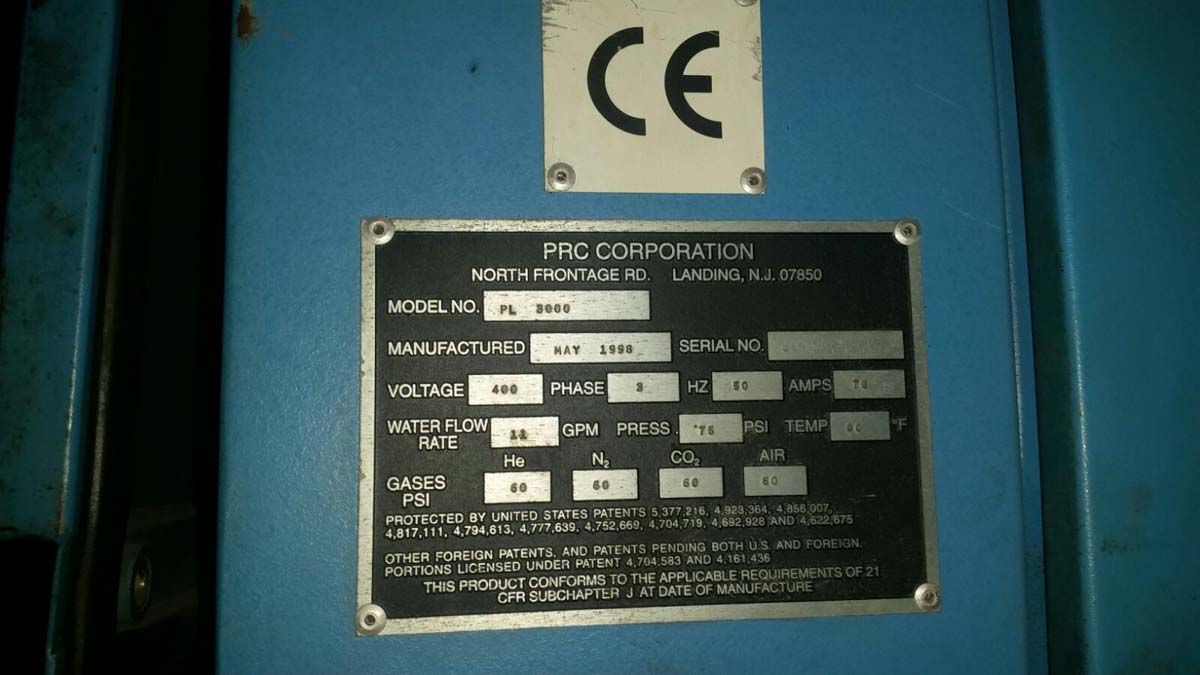 CE
PRC CORPORATION
NORTH FRONTAGE RD. LANDING, N.J. 07850
MODEL NO. PL 3000
MANUFACTURED MAY 1998 SERIAL NO.
VOLTAGE 400 PHASE 3 HZ 50 AMPS
WATER FLOW RATE 11 GPM PRESS. 75 PSI TEMP. °F
He N₂ CO₂ AIR
GASES PSI 60 60 60 60
PROTECTED BY UNITED STATES PATENTS 5,377,216, 4,923,364, 4,856,007,
4,817,111, 4,794,613, 4,777,639, 4,752,669, 4,704,719, 4,692,928 AND 4,622,675
OTHER FOREIGN PATENTS, AND PATENTS PENDING BOTH U.S. AND FOREIGN.
PORTIONS LICENSED UNDER PATENT 4,704,583 AND 4,161,436
THIS PRODUCT CONFORMS TO THE APPLICABLE REQUIREMENTS OF 21
CFR SUBCHAPTER J AT DATE OF MANUFACTURE